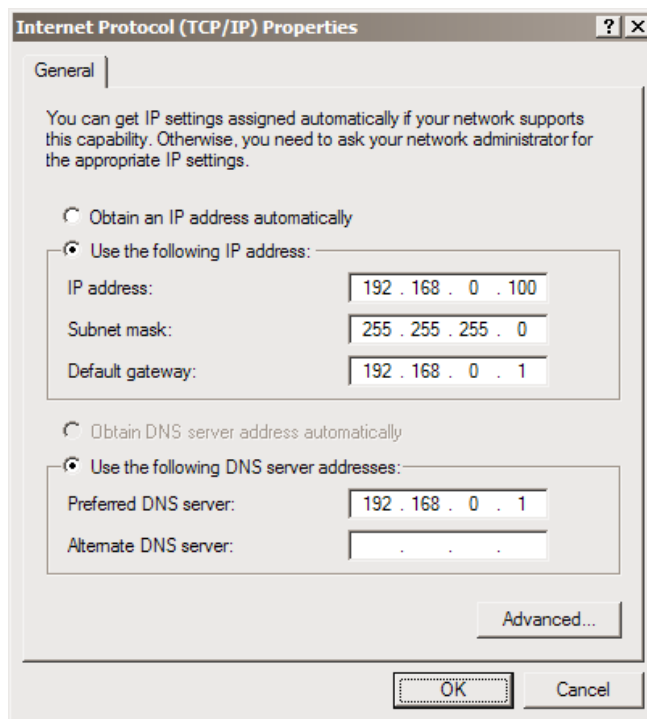 Internet Protocol (TCP/IP) Properties
General
You can get IP settings assigned automatically if your network supports
this capability. Otherwise, you need to ask your network administrator for
the appropriate IP settings.
Obtain an IP address automatically
Use the following IP address:
IP address: 192 . 168 . 0 . 100
Subnet mask: 255 . 255 . 255 . 0
Default gateway: 192 . 168 . 0 . 1
Obtain DNS server address automatically
Use the following DNS server addresses:
Preferred DNS server: 192 . 168 . 0 . 1
Alternate DNS server: . . .
Advanced...
OK Cancel